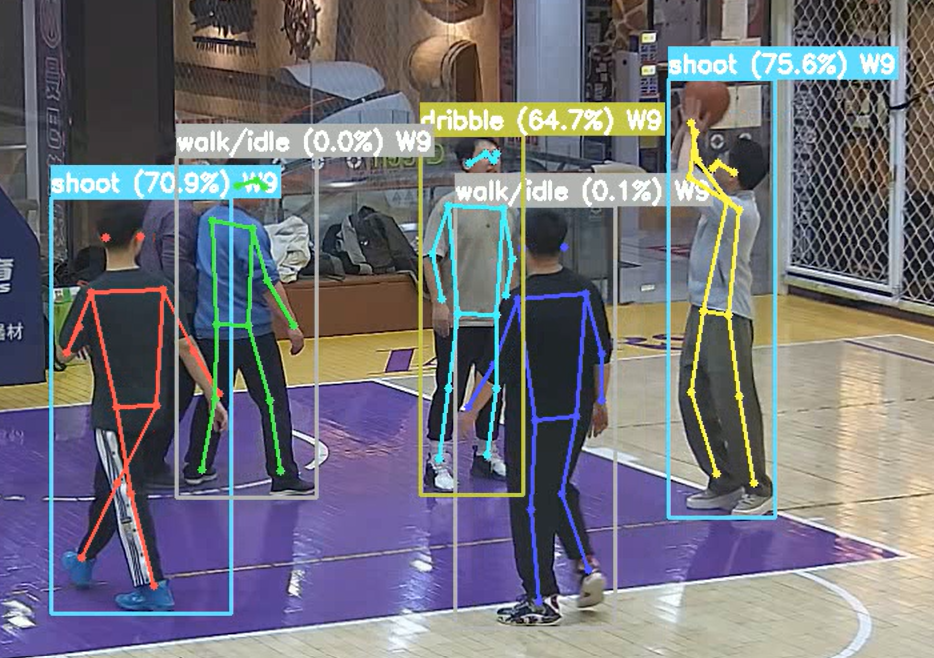 shoot (75.6%) W9
dribble (64.7%) W9
walk/idle (0.0%) W9
shoot (70.9%) W9
walk/idle (0.1%) W9
育
器材